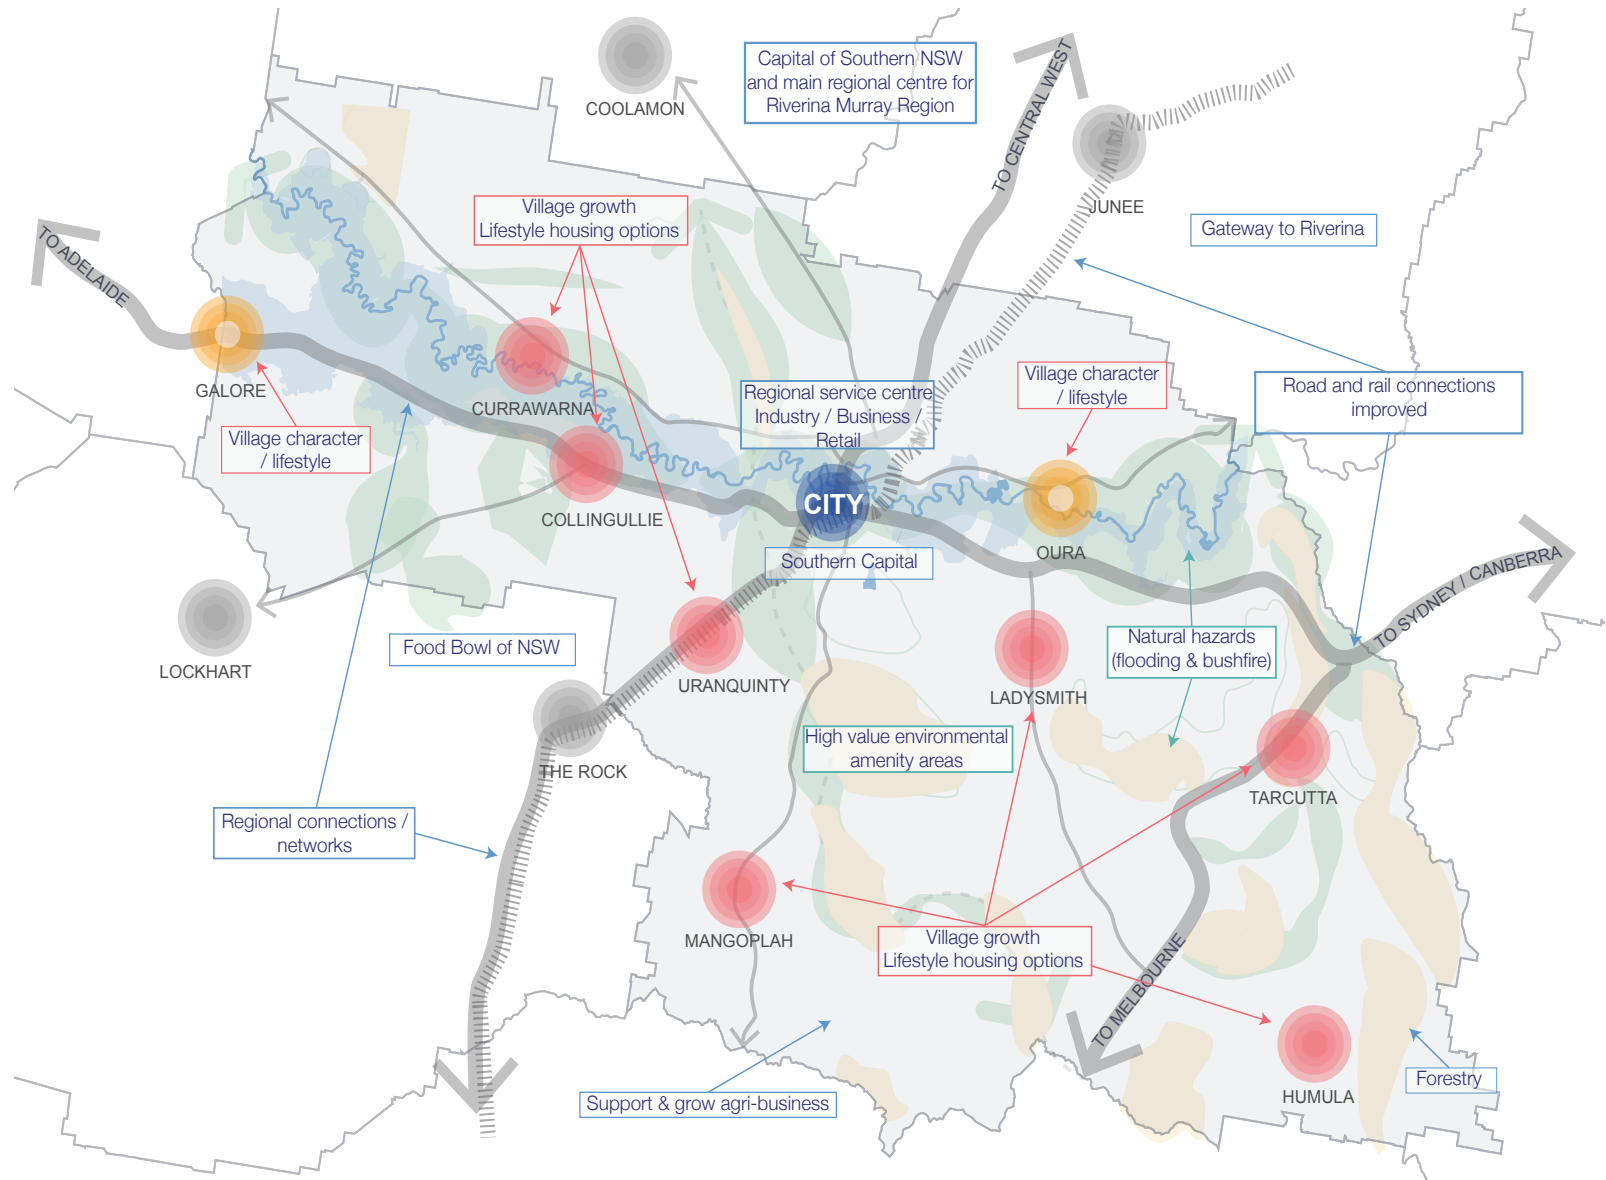 COOLAMON
Capital of Southern NSW
and main regional centre for
Riverina Murray Region
TO CENTRAL WEST
JUNEE
Gateway to Riverina
Village growth
Lifestyle housing options
TO ADELAIDE
GALORE
CURRAWARNA
Village character
/ lifestyle
Regional service centre
Industry / Business /
Retail
Village character
/ lifestyle
Road and rail connections
improved
COLLINGULLIE
CITY
OURA
Southern Capital
TO SYDNEY / CANBERRA
LOCKHART
Food Bowl of NSW
URANQUINTY
LADYSMITH
Natural hazards
(flooding & bushfire)
THE ROCK
High value environmental
amenity areas
TARCUTTA
Regional connections /
networks
MANGOPLAH
Village growth
Lifestyle housing options
TO MELBOURNE
Support & grow agri-business
HUMULA
Forestry